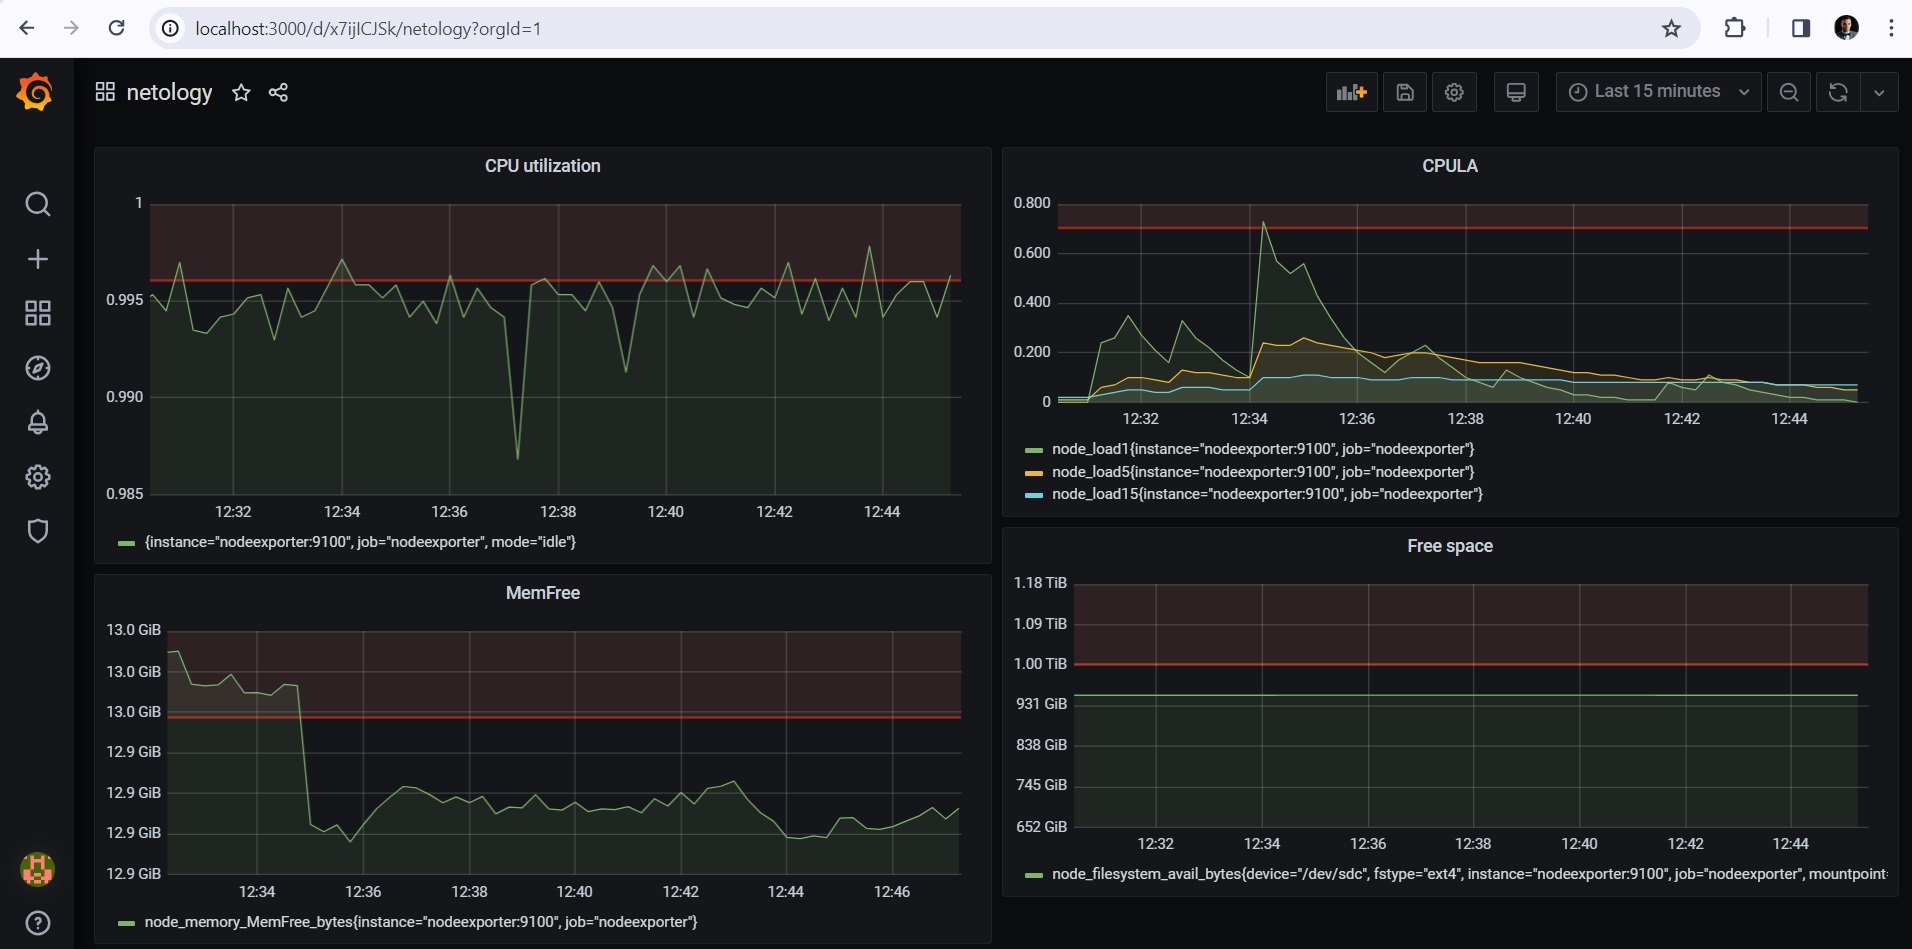 localhost:3000/d/x7ijlCJSk/netology?orgId=1
netology
Last 15 minutes
CPU utilization
1
0.995
0.990
0.985
12:32 12:34 12:36 12:38 12:40 12:42 12:44
{instance="nodeexporter:9100", job="nodeexporter", mode="idle"}
CPULA
0.800
0.600
0.400
0.200
0
12:32 12:34 12:36 12:38 12:40 12:42 12:44
node_load1{instance="nodeexporter:9100", job="nodeexporter"}
node_load5{instance="nodeexporter:9100", job="nodeexporter"}
node_load15{instance="nodeexporter:9100", job="nodeexporter"}
MemFree
13.0 GiB
13.0 GiB
13.0 GiB
12.9 GiB
12.9 GiB
12.9 GiB
12.9 GiB
12:34 12:36 12:38 12:40 12:42 12:44 12:46
node_memory_MemFree_bytes{instance="nodeexporter:9100", job="nodeexporter"}
Free space
1.18 TiB
1.09 TiB
1.00 TiB
931 GiB
838 GiB
745 GiB
652 GiB
12:32 12:34 12:36 12:38 12:40 12:42 12:44
node_filesystem_avail_bytes{device="/dev/sdc", fstype="ext4", instance="nodeexporter:9100", job="nodeexporter", mountpoint=